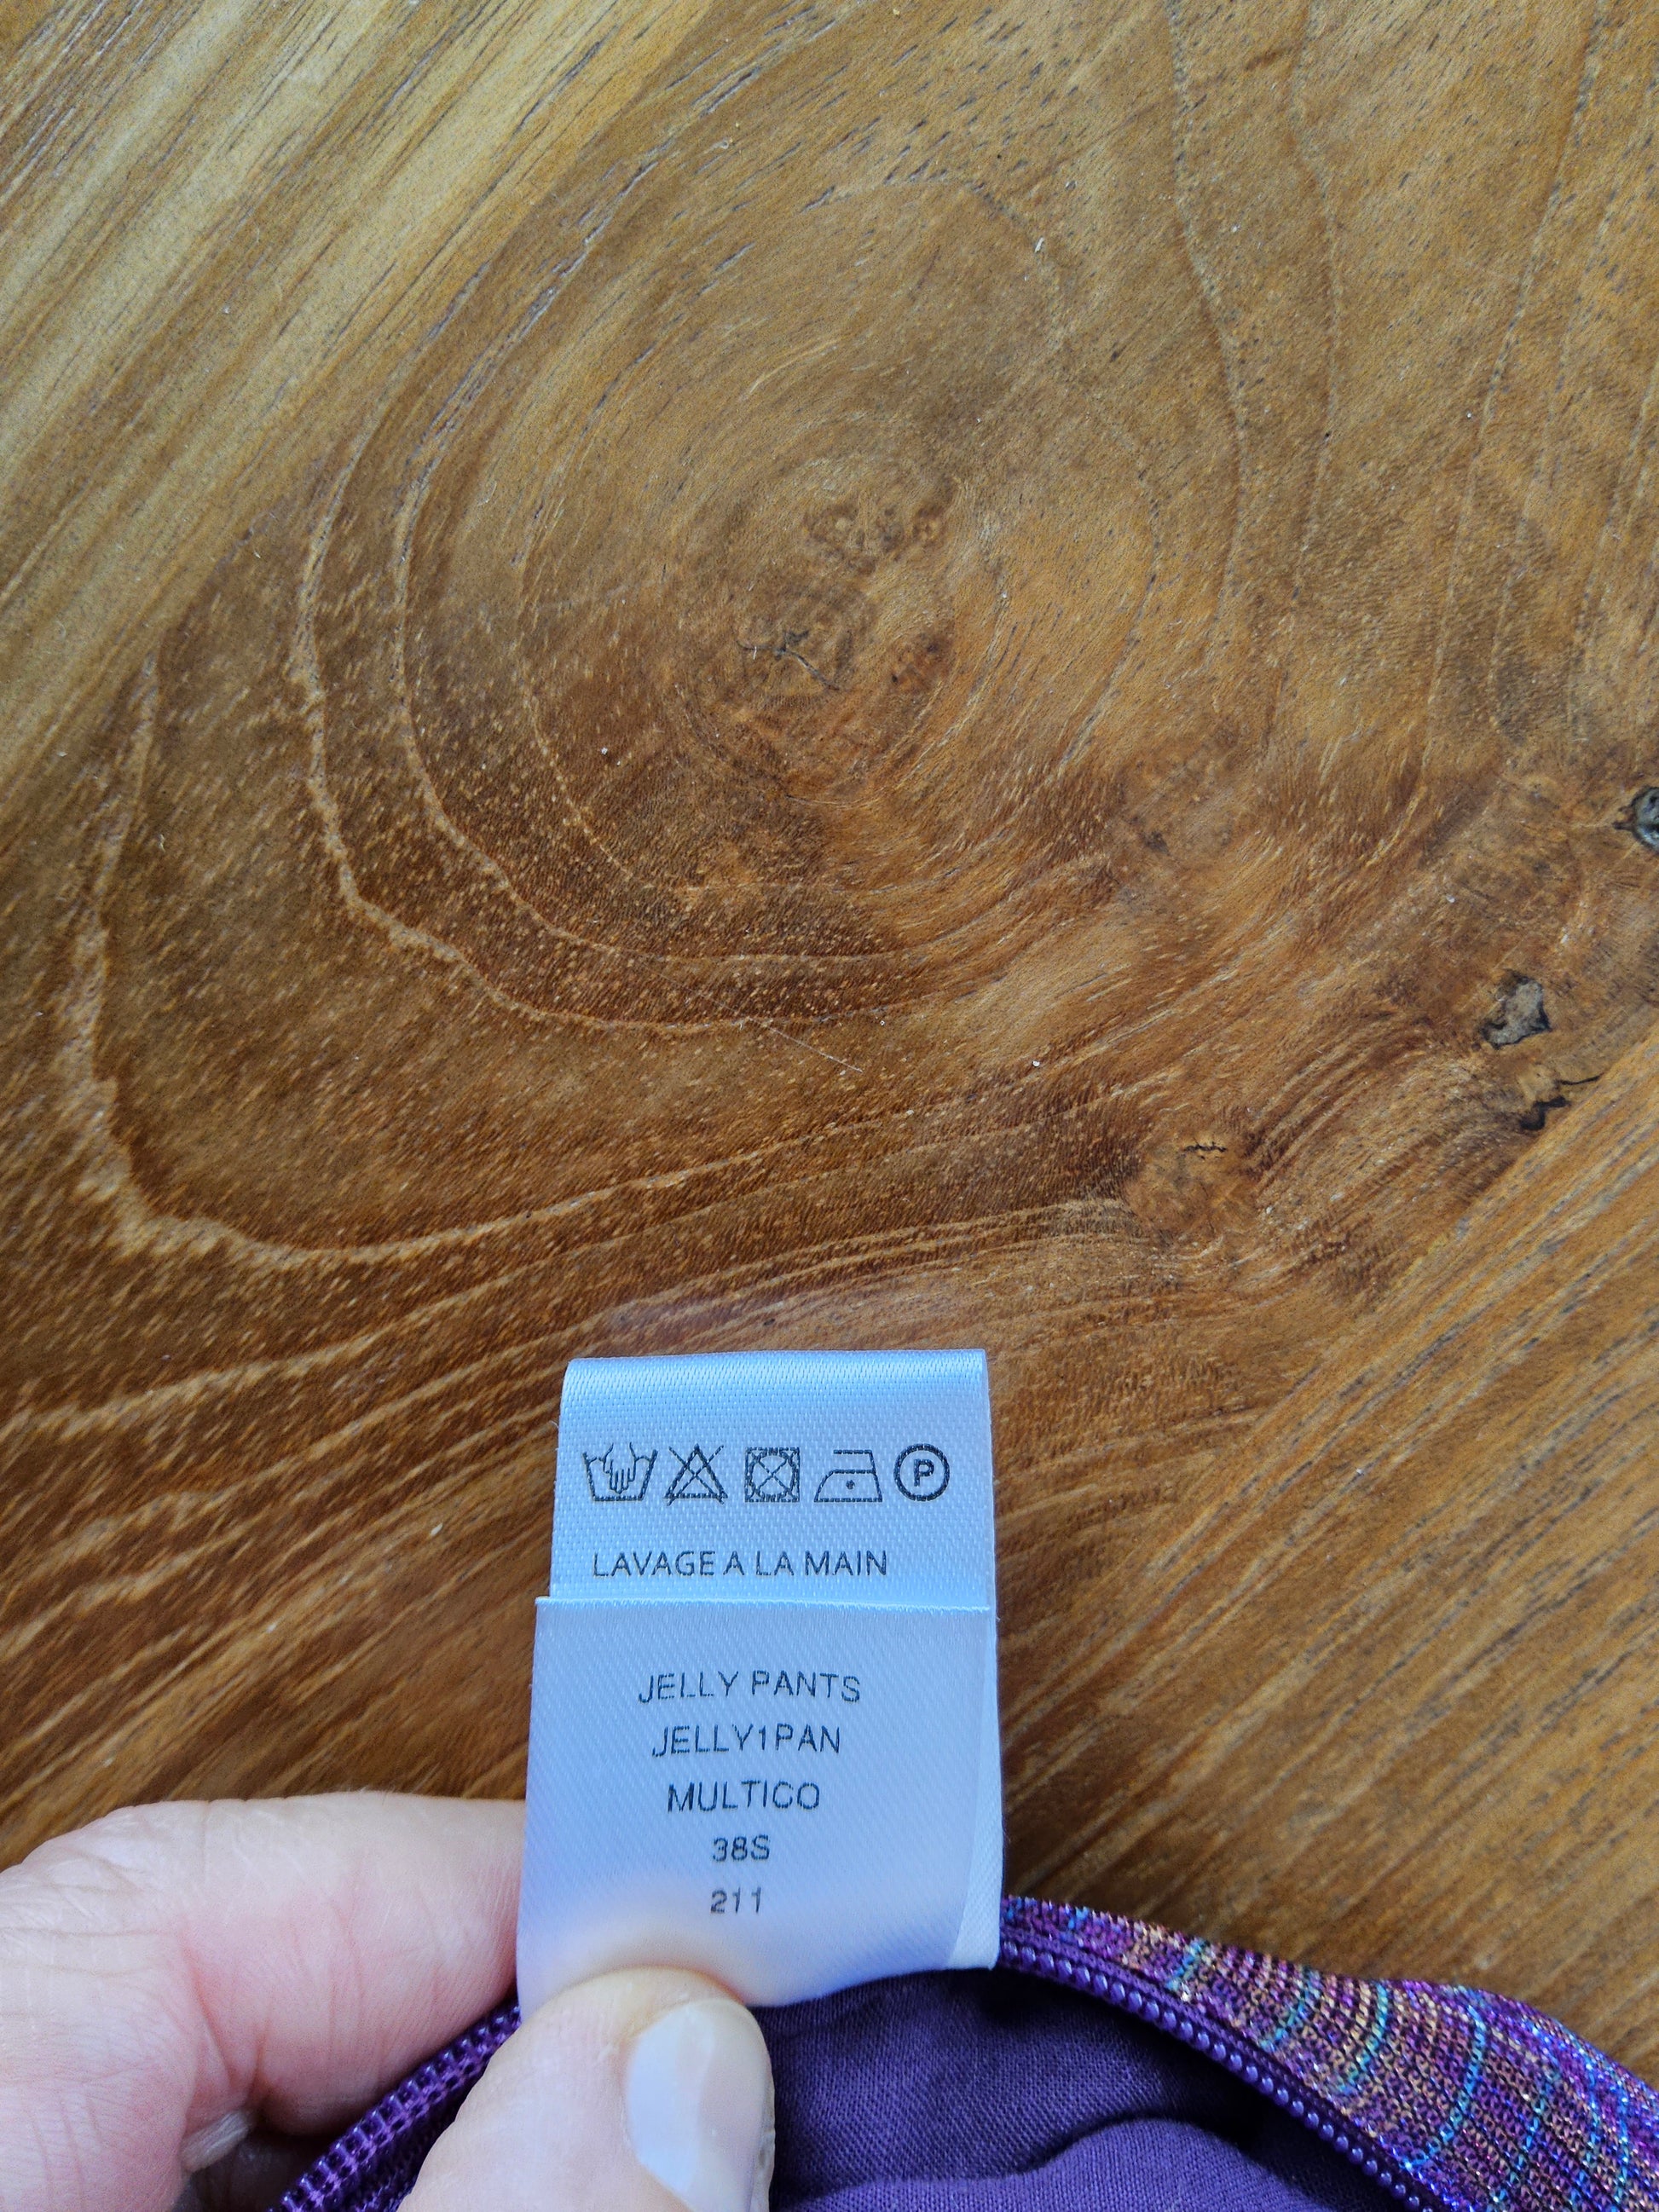 P
LAVAGE A LA MAIN
JELLY PANTS
JELLY1PAN
MULTICO
38S
211